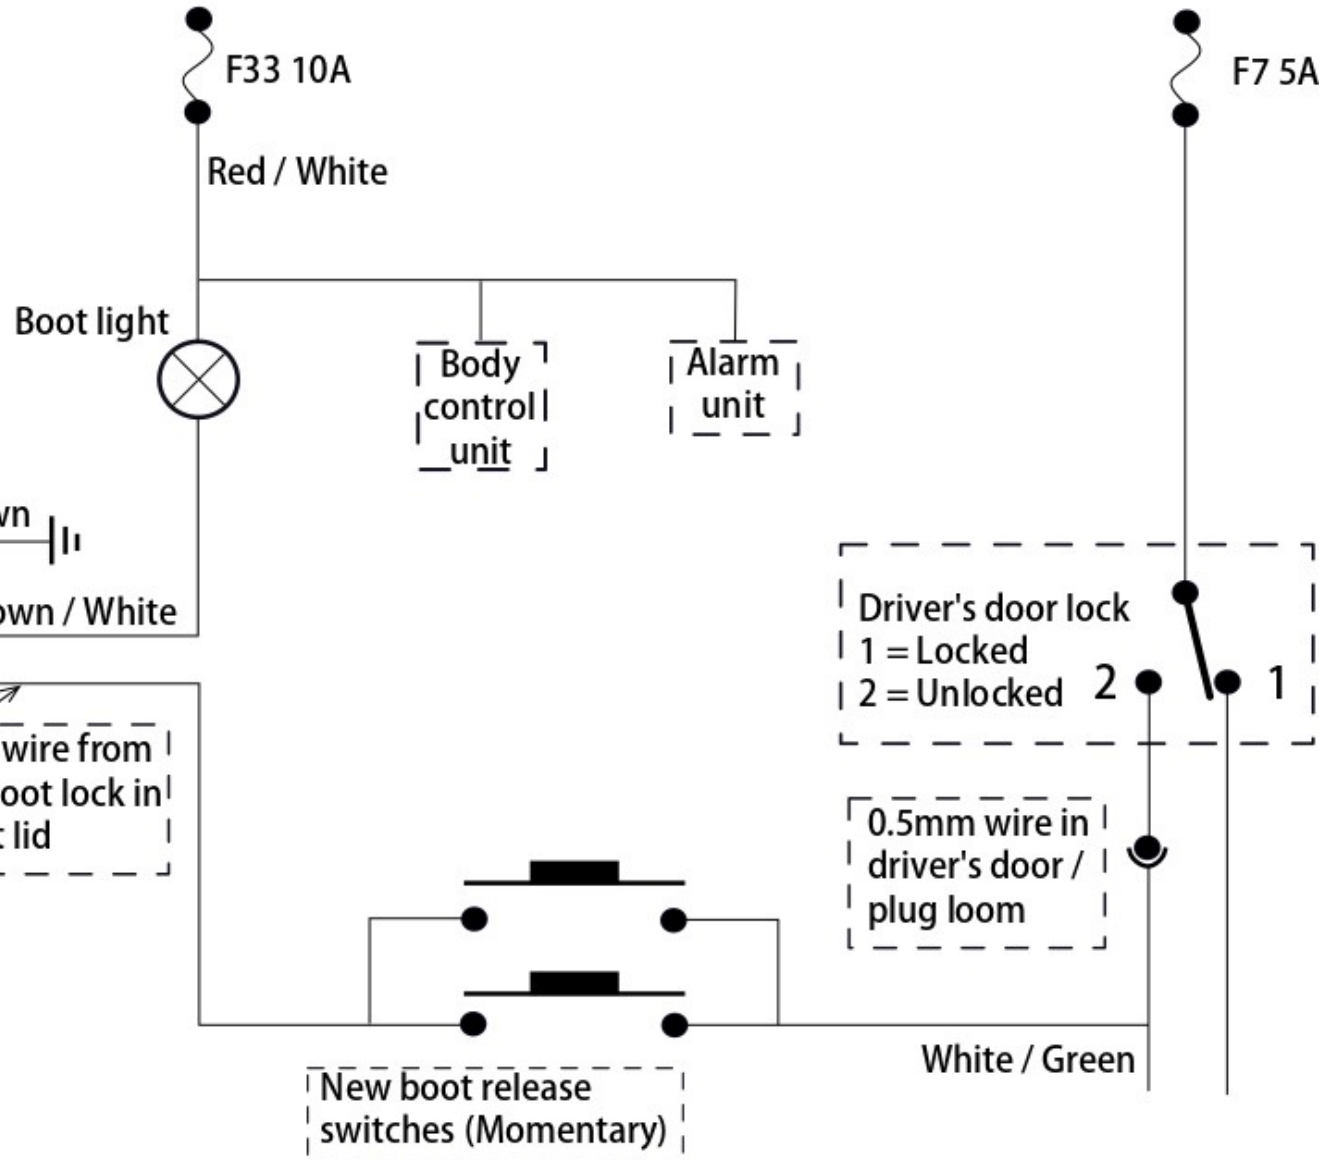 F33 10A
F7 5A
Red / White
Boot light
Body
control
unit
Alarm
unit
wn
own / White
Driver's door lock
1 = Locked
2 = Unlocked
2
1
wire from
oot lock in
t lid
0.5mm wire in
driver's door /
plug loom
White / Green
New boot release
switches (Momentary)